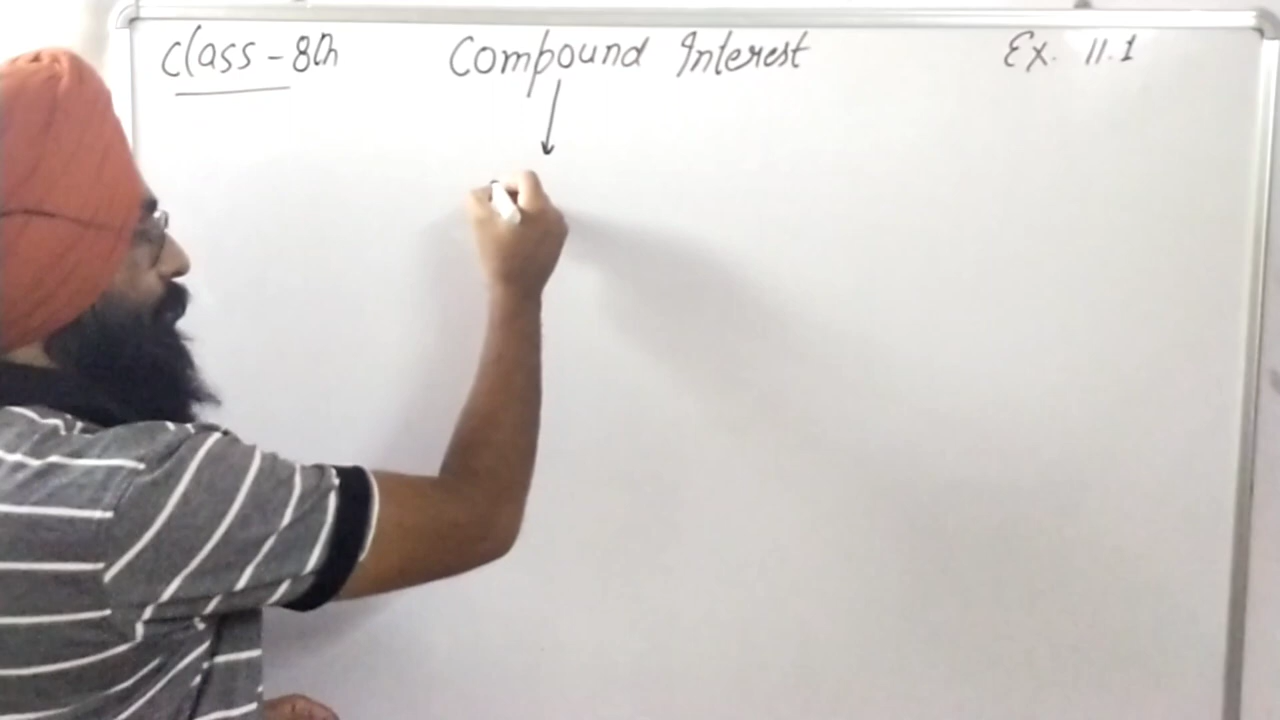 Class - 8th Compound Interest Ex. 11.1